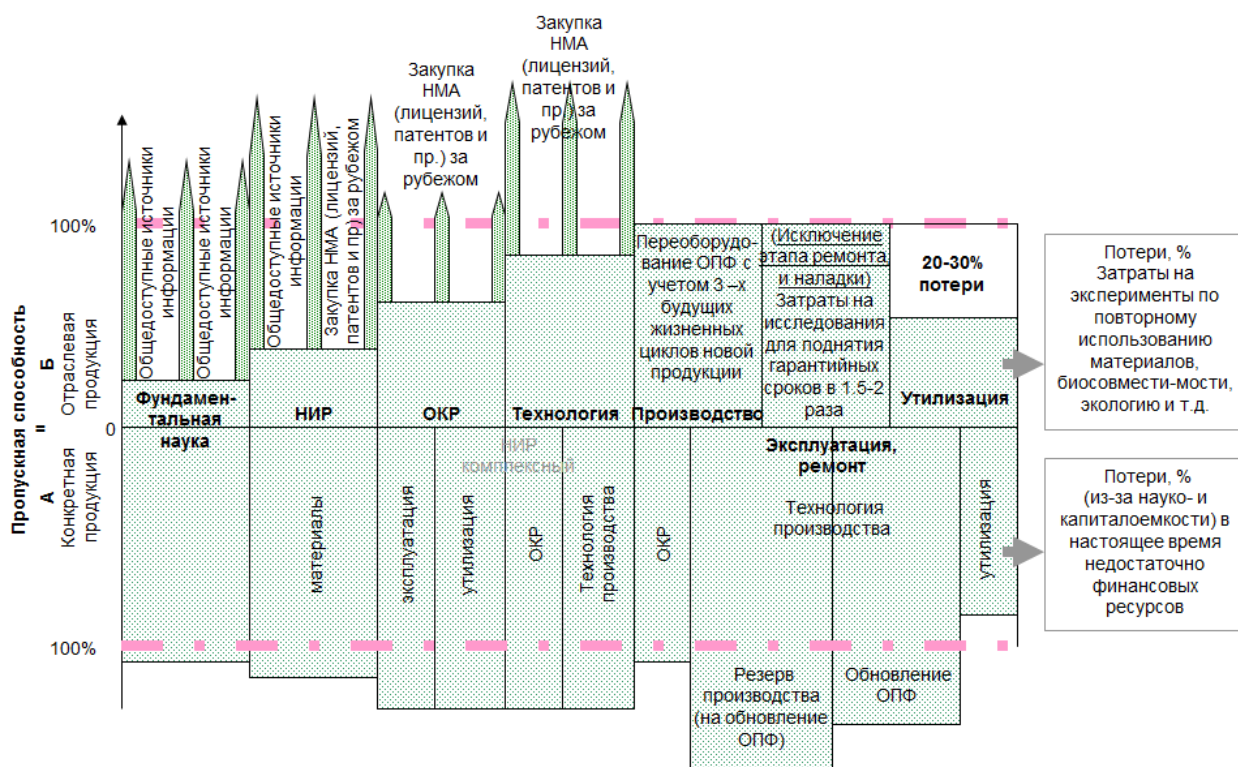 Закупка
НМА
(лицензий,
патентов и
пр.) за
рубежом
Закупка
НМА
(лицензий,
патентов и
пр.) за
рубежом
Общедоступные источники
информации
Общедоступные источники
информации
Общедоступные источники
информации
Закупка НМА (лицензий,
патентов и пр) за рубежом
100%
Переоборудо-
вание ОПФ с
учетом 3 –х
будущих
жизненных
циклов новой
продукции
(Исключение
этапа ремонта
и наладки)
Затраты на
исследования
для поднятия
гарантийных
сроков в 1.5-2
раза
20-30%
потери
Потери, %
Затраты на
эксперименты по
повторному
использованию
материалов,
биосовмести-мости,
экологию и т.д.
Пропускная способность
Б
Отраслевая
продукция
=
А
Конкретная
продукция
0
Фундамен-
тальная
наука
НИР
ОКР
Технология
Производство
Утилизация
НИР
комплексный
Эксплуатация,
ремонт
Технология
производства
материалы
эксплуатация
утилизация
ОКР
Технология
производства
ОКР
утилизация
Потери, %
(из-за науко- и
капиталоемкости) в
настоящее время
недостаточно
финансовых
ресурсов
100%
Резерв
производства
(на обновление
ОПФ)
Обновление
ОПФ